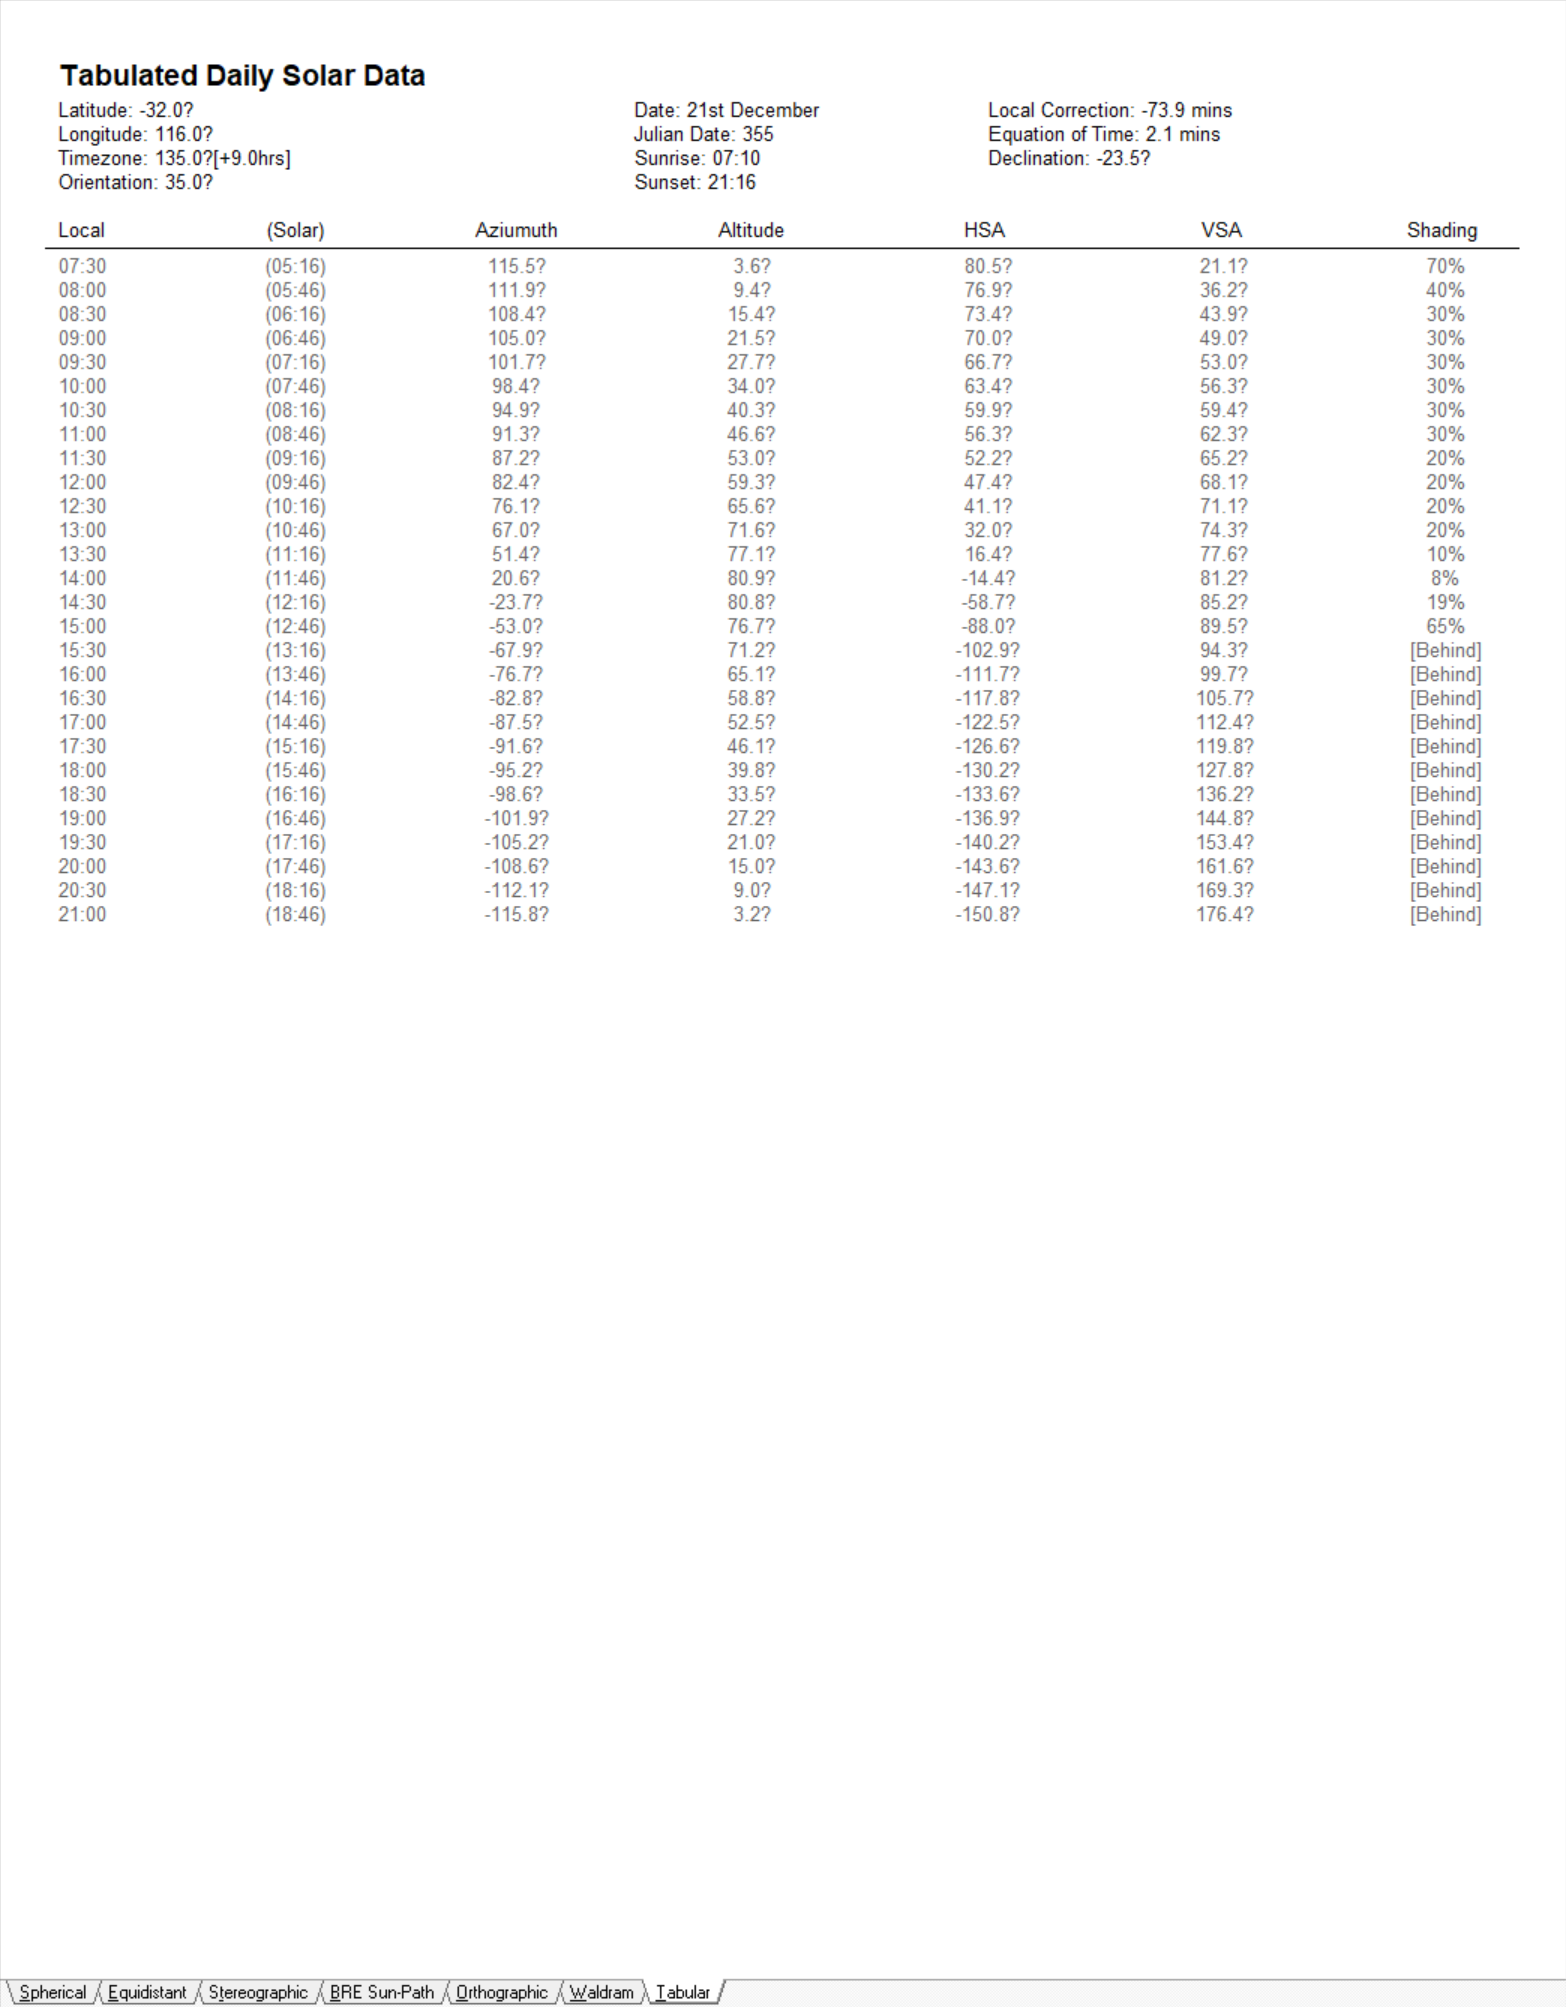 Tabulated Daily Solar Data
Latitude: -32.0? Date: 21st December Local Correction: -73.9 mins
Longitude: 116.0? Julian Date: 355 Equation of Time: 2.1 mins
Timezone: 135.0?[+9.0hrs] Sunrise: 07:10 Declination: -23.5?
Orientation: 35.0? Sunset: 21:16
Local (Solar) Aziumuth Altitude HSA VSA Shading
07:30 (05:16) 115.5? 3.6? 80.5? 21.1? 70%
08:00 (05:46) 111.9? 9.4? 76.9? 36.2? 40%
08:30 (06:16) 108.4? 15.4? 73.4? 43.9? 30%
09:00 (06:46) 105.0? 21.5? 70.0? 49.0? 30%
09:30 (07:16) 101.7? 27.7? 66.7? 53.0? 30%
10:00 (07:46) 98.4? 34.0? 63.4? 56.3? 30%
10:30 (08:16) 94.9? 40.3? 59.9? 59.4? 30%
11:00 (08:46) 91.3? 46.6? 56.3? 62.3? 30%
11:30 (09:16) 87.2? 53.0? 52.2? 65.2? 20%
12:00 (09:46) 82.4? 59.3? 47.4? 68.1? 20%
12:30 (10:16) 76.1? 65.6? 41.1? 71.1? 20%
13:00 (10:46) 67.0? 71.6? 32.0? 74.3? 20%
13:30 (11:16) 51.4? 77.1? 16.4? 77.6? 10%
14:00 (11:46) 20.6? 80.9? -14.4? 81.2? 8%
14:30 (12:16) -23.7? 80.8? -58.7? 85.2? 19%
15:00 (12:46) -53.0? 76.7? -88.0? 89.5? 65%
15:30 (13:16) -67.9? 71.2? -102.9? 94.3? [Behind]
16:00 (13:46) -76.7? 65.1? -111.7? 99.7? [Behind]
16:30 (14:16) -82.8? 58.8? -117.8? 105.7? [Behind]
17:00 (14:46) -87.5? 52.5? -122.5? 112.4? [Behind]
17:30 (15:16) -91.6? 46.1? -126.6? 119.8? [Behind]
18:00 (15:46) -95.2? 39.8? -130.2? 127.8? [Behind]
18:30 (16:16) -98.6? 33.5? -133.6? 136.2? [Behind]
19:00 (16:46) -101.9? 27.2? -136.9? 144.8? [Behind]
19:30 (17:16) -105.2? 21.0? -140.2? 153.4? [Behind]
20:00 (17:46) -108.6? 15.0? -143.6? 161.6? [Behind]
20:30 (18:16) -112.1? 9.0? -147.1? 169.3? [Behind]
21:00 (18:46) -115.8? 3.2? -150.8? 176.4? [Behind]
Spherical Equidistant Stereographic BRE Sun-Path Orthographic Waldram Tabular